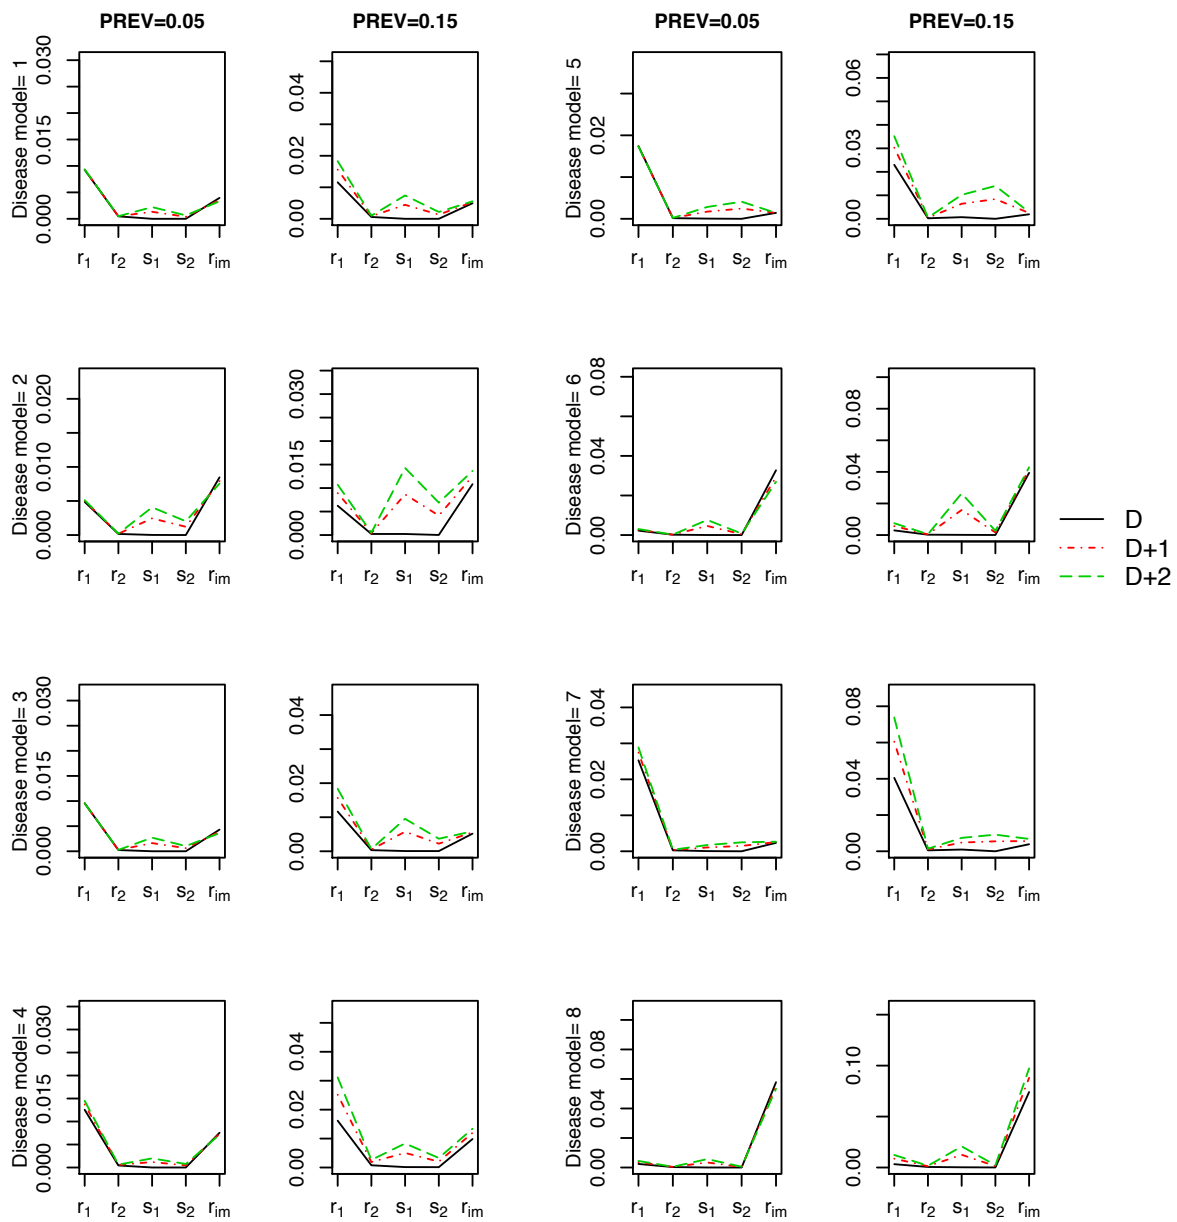 PREV=0.05 PREV=0.15 PREV=0.05 PREV=0.15
Disease model= 1
0.000 0.015 0.030
r1 r2 s1 s2 rim
0.00 0.02 0.04
r1 r2 s1 s2 rim
Disease model= 5
0.00 0.02
r1 r2 s1 s2 rim
0.00 0.03 0.06
r1 r2 s1 s2 rim
Disease model= 2
0.000 0.010 0.020
r1 r2 s1 s2 rim
0.000 0.015 0.030
r1 r2 s1 s2 rim
Disease model= 6
0.00 0.04 0.08
r1 r2 s1 s2 rim
0.00 0.04 0.08
r1 r2 s1 s2 rim
D
D+1
D+2
Disease model= 3
0.000 0.015 0.030
r1 r2 s1 s2 rim
0.00 0.02 0.04
r1 r2 s1 s2 rim
Disease model= 7
0.00 0.02 0.04
r1 r2 s1 s2 rim
0.00 0.04 0.08
r1 r2 s1 s2 rim
Disease model= 4
0.000 0.015 0.030
r1 r2 s1 s2 rim
0.00 0.02 0.04
r1 r2 s1 s2 rim
Disease model= 8
0.00 0.04 0.08
r1 r2 s1 s2 rim
0.00 0.10
r1 r2 s1 s2 rim